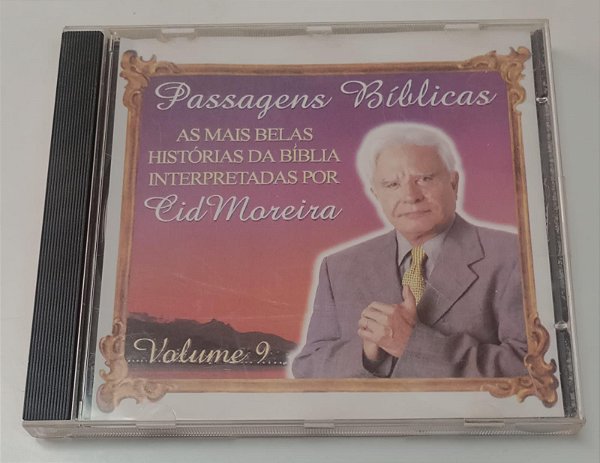 Passagens Bíblicas
AS MAIS BELAS
HISTÓRIAS DA BÍBLIA
INTERPRETADAS POR
Cid Moreira
Volume 9